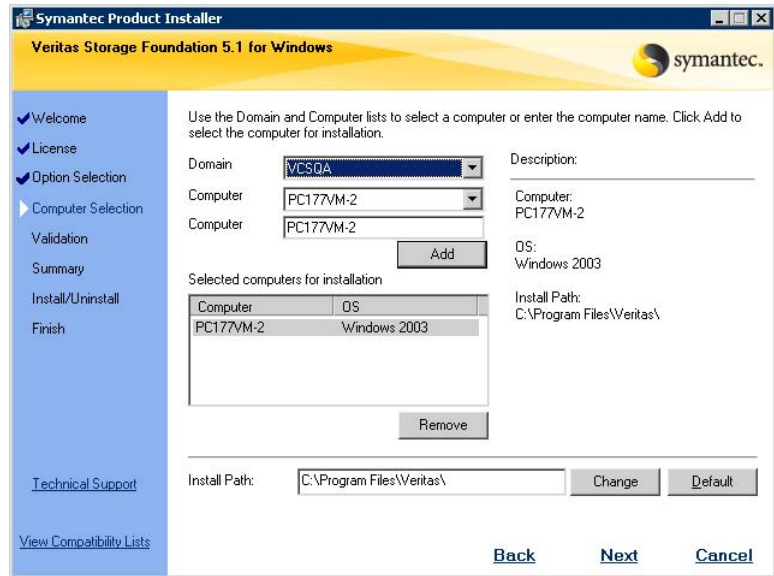 Symantec Product Installer
Veritas Storage Foundation 5.1 for Windows
symantec.
Welcome
License
Option Selection
Computer Selection
Validation
Summary
Install/Uninstall
Finish
Technical Support
View Compatibility Lists
Use the Domain and Computer lists to select a computer or enter the computer name. Click Add to
select the computer for installation.
Domain VCSQA
Computer PC177VM-2
Computer PC177VM-2
Add
Selected computers for installation
Computer OS
PC177VM-2 Windows 2003
Remove
Description:
Computer:
PC177VM-2
OS:
Windows 2003
Install Path:
C:\Program Files\Veritas\
Install Path: C:\Program Files\Veritas\ Change Default
Back Next Cancel